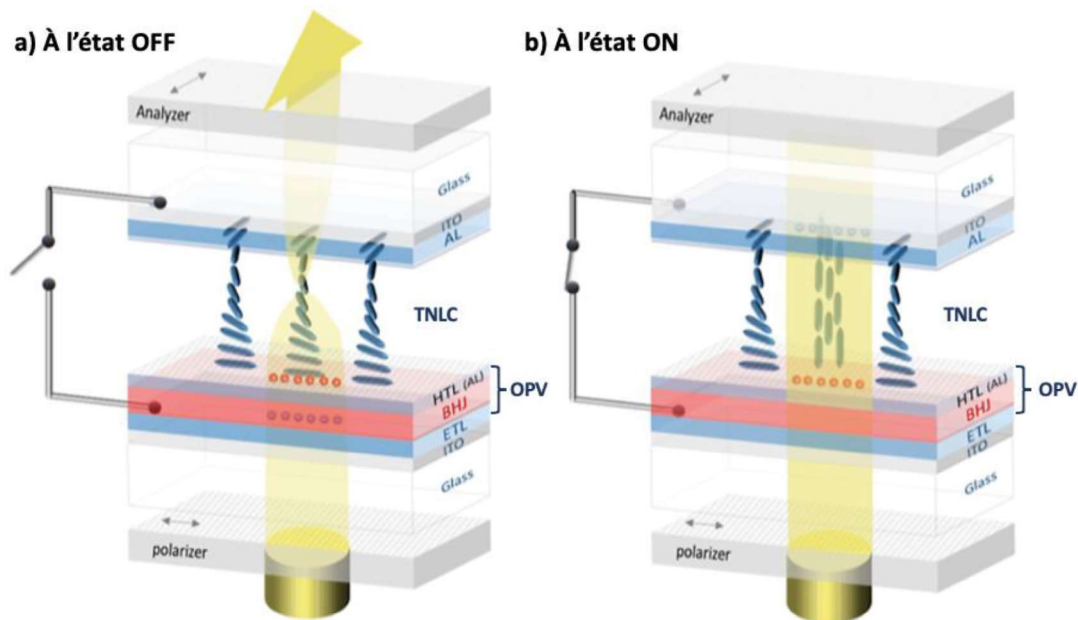 a) À l’état OFF
Analyzer
Glass
ITO
AL
TNLC
HTL (AL)
BHJ
OPV
ETL
ITO
Glass
polarizer
b) À l’état ON
Analyzer
Glass
ITO
AL
TNLC
HTL (AL)
BHJ
OPV
ETL
ITO
Glass
polarizer